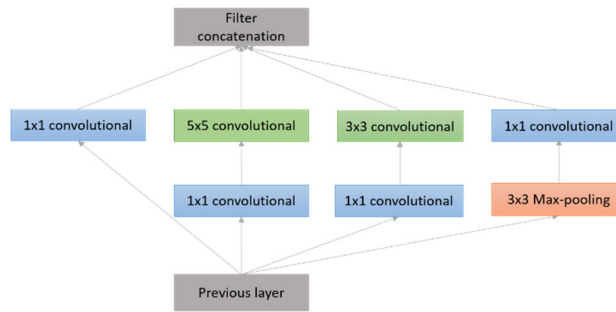 Filter
concatenation
1x1 convolutional
5x5 convolutional
3x3 convolutional
1x1 convolutional
1x1 convolutional
1x1 convolutional
3x3 Max-pooling
Previous layer